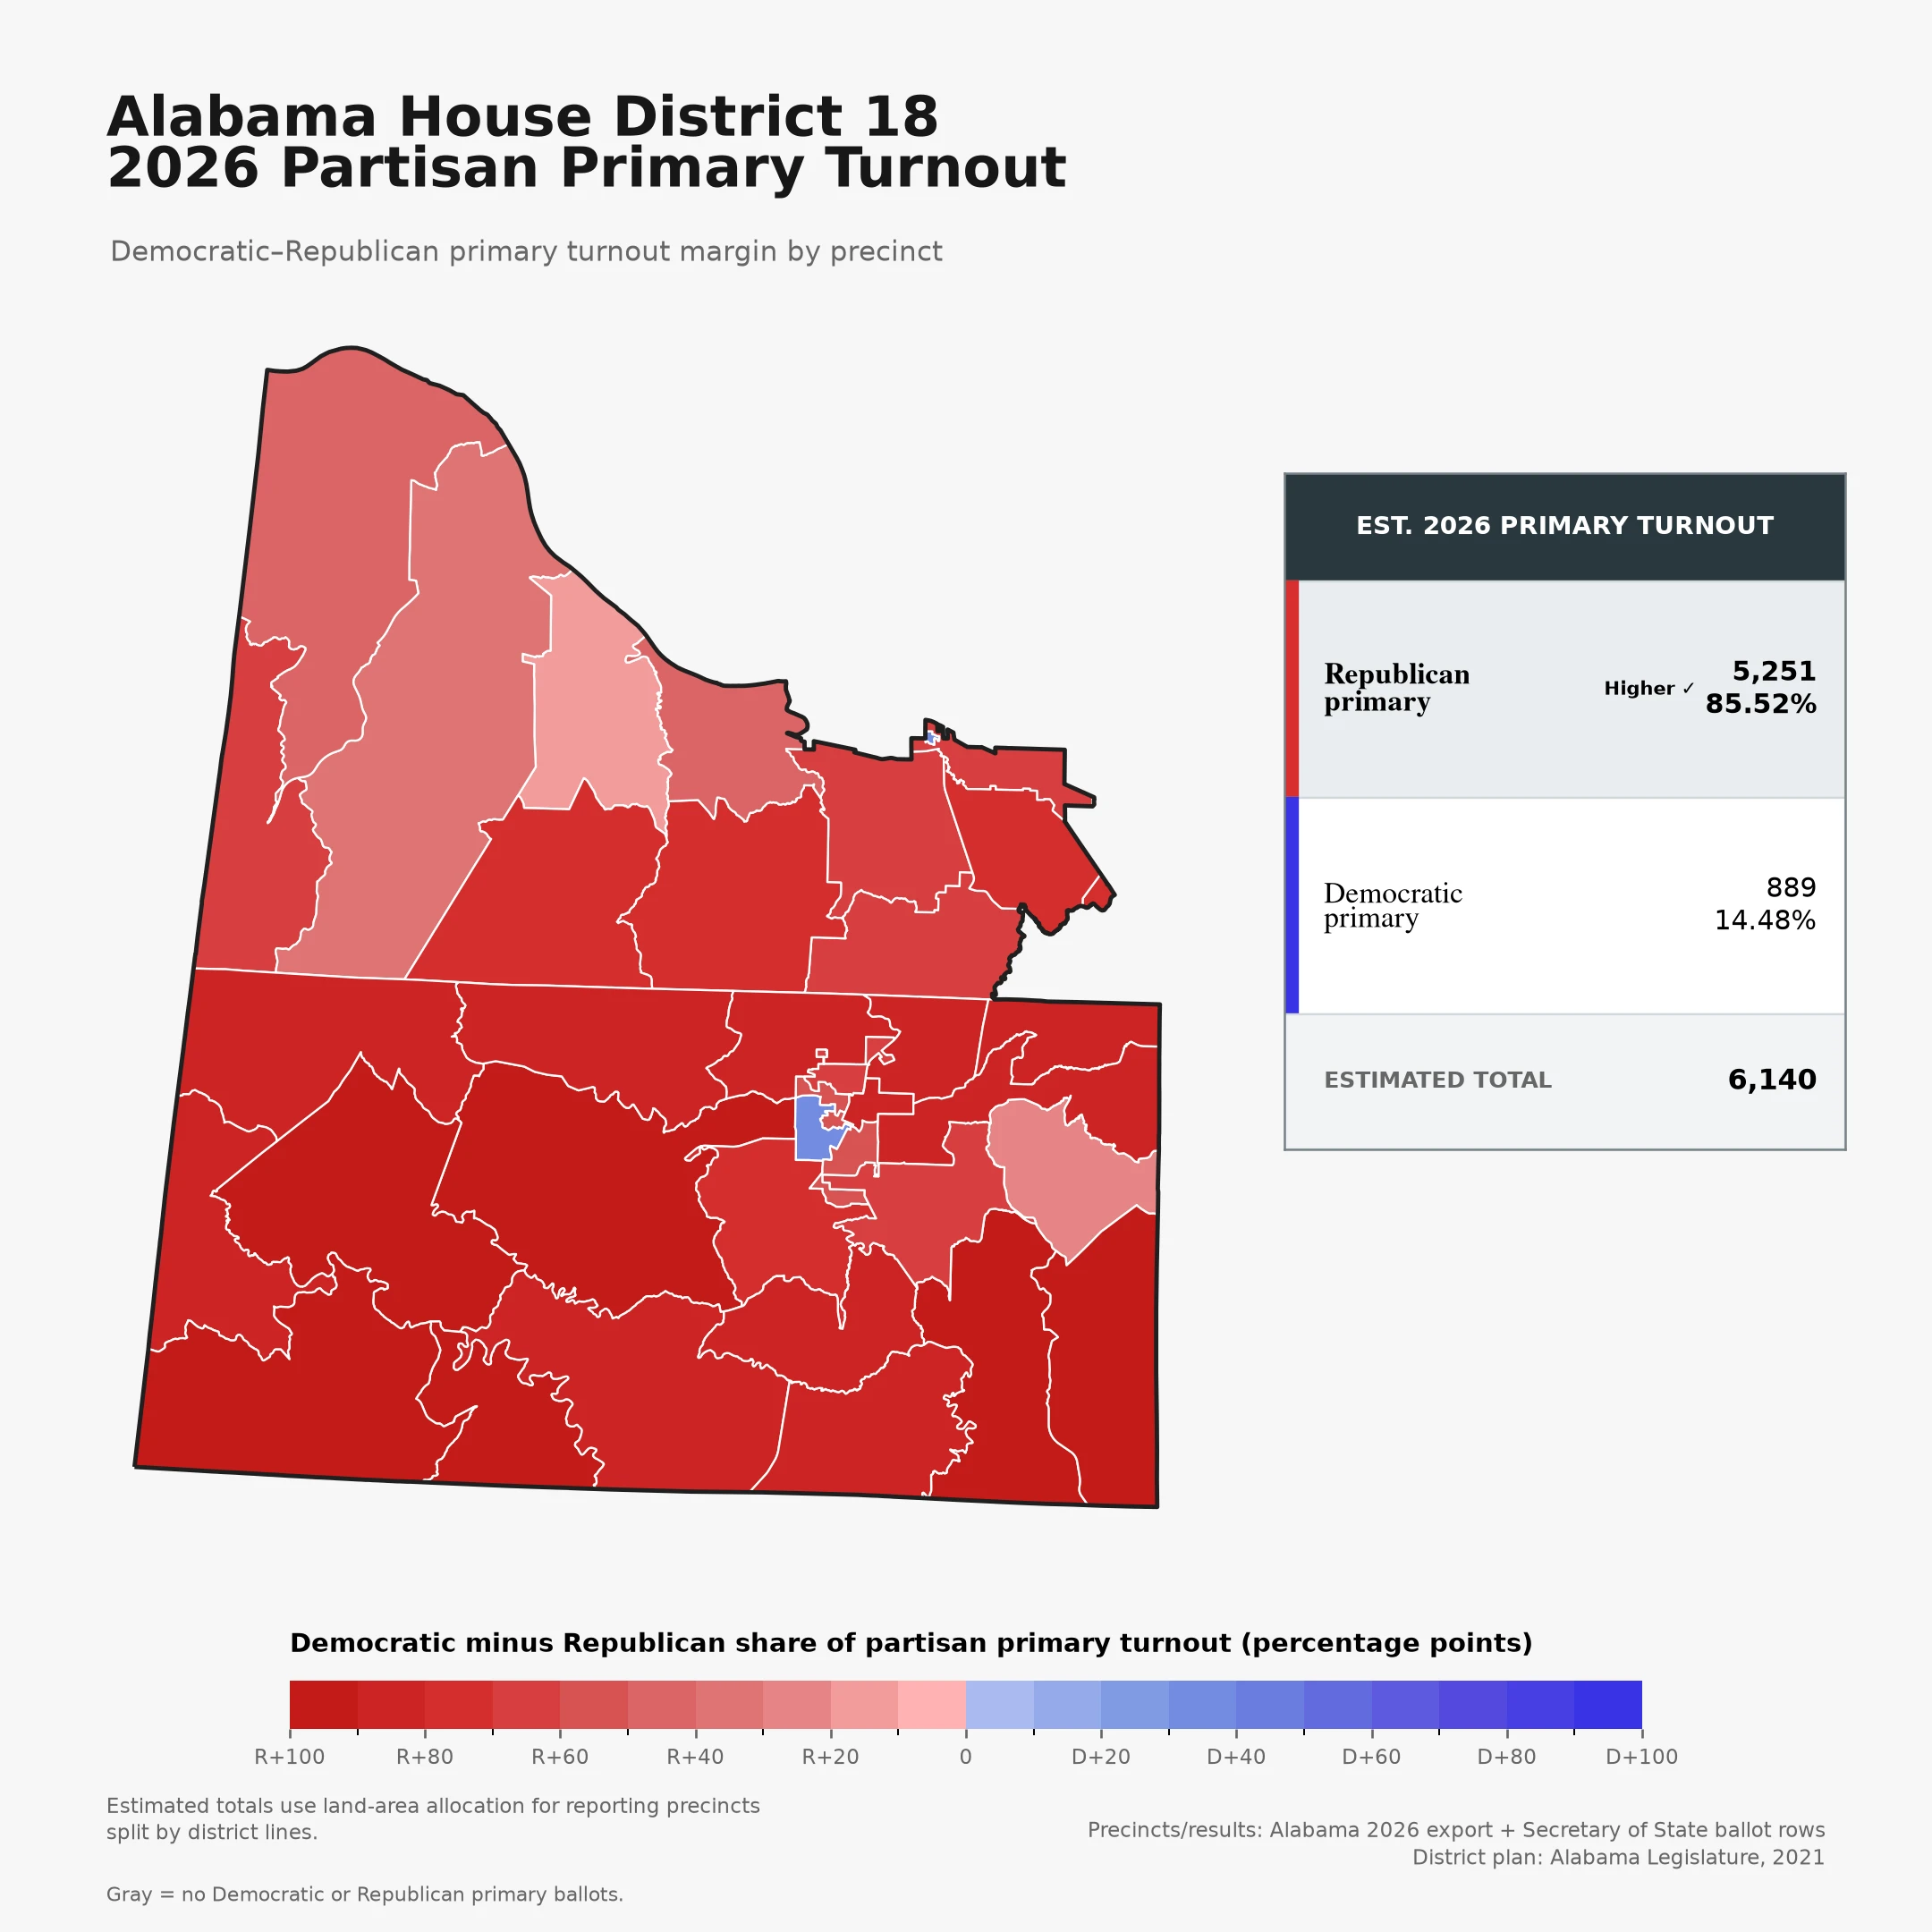 Alabama House District 18
2026 Partisan Primary Turnout
Democratic–Republican primary turnout margin by precinct
EST. 2026 PRIMARY TURNOUT
Republican
primary
Higher ✓
5,251
85.52%
Democratic
primary
889
14.48%
ESTIMATED TOTAL
6,140
Democratic minus Republican share of partisan primary turnout (percentage points)
R+100 R+80 R+60 R+40 R+20 0 D+20 D+40 D+60 D+80 D+100
Estimated totals use land-area allocation for reporting precincts
split by district lines.
Gray = no Democratic or Republican primary ballots.
Precincts/results: Alabama 2026 export + Secretary of State ballot rows
District plan: Alabama Legislature, 2021